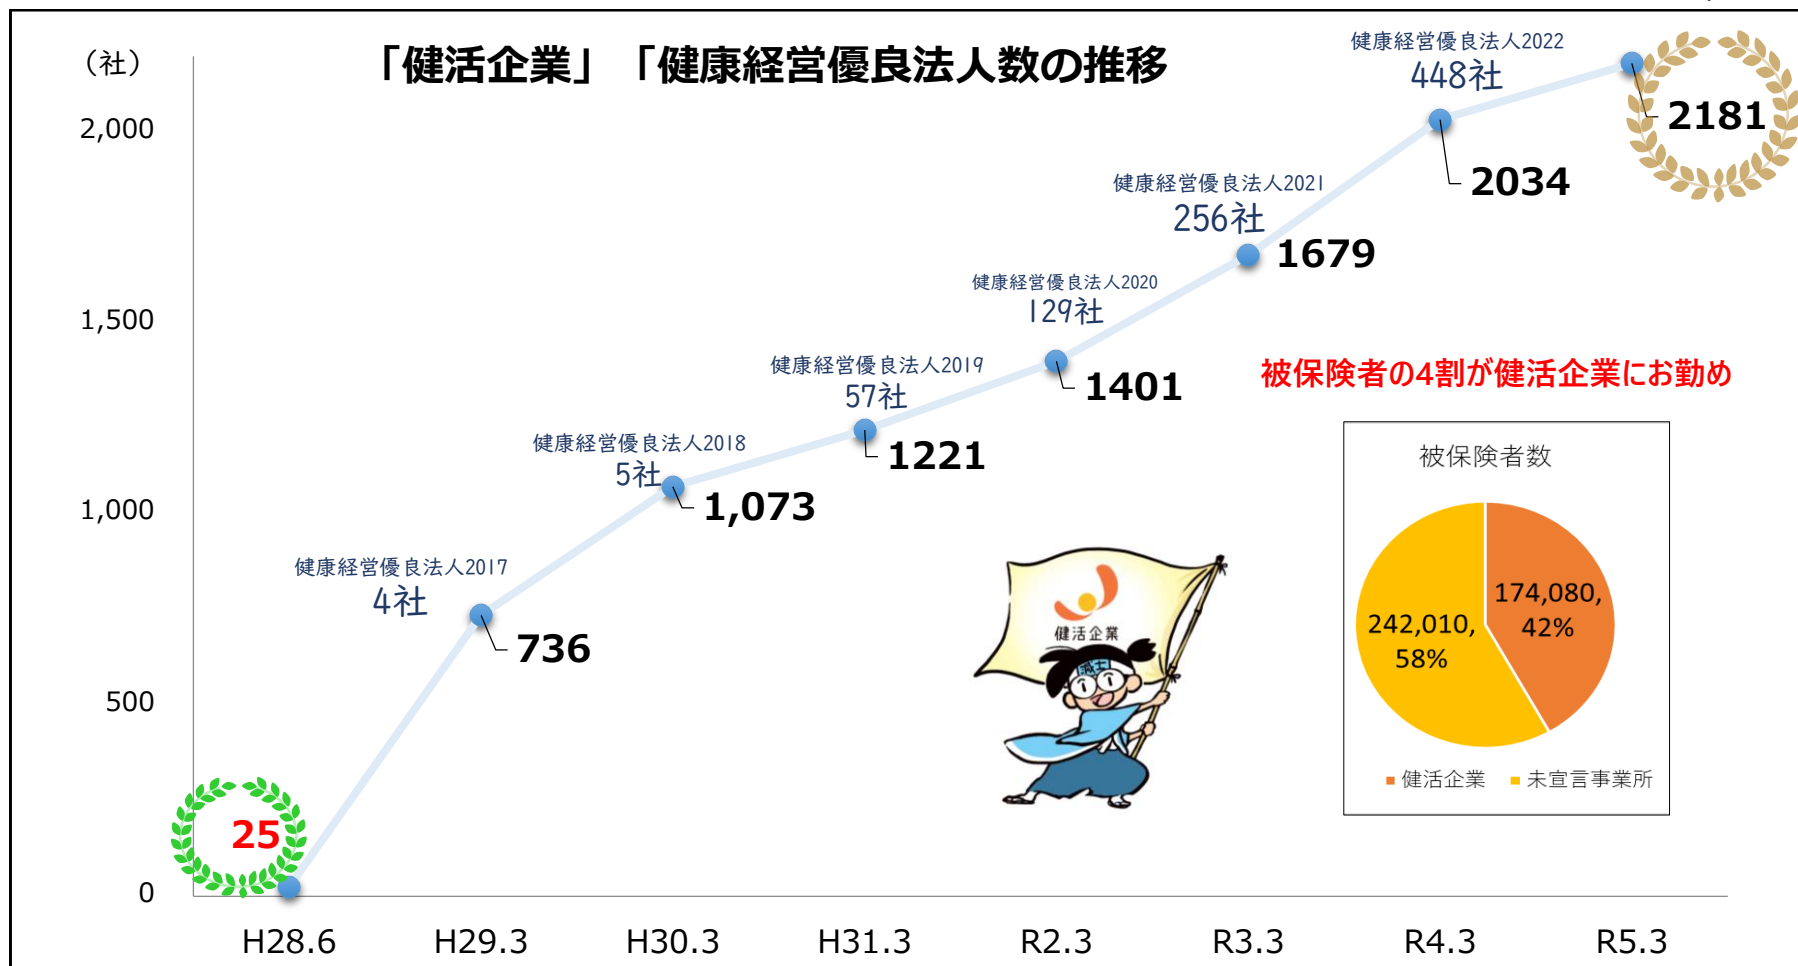 「健活企業」「健康経営優良法人数の推移
（社）
2,000
1,500
1,000
500
0
健康経営優良法人2017
4社
健康経営優良法人2018
5社
健康経営優良法人2019
57社
健康経営優良法人2020
129社
健康経営優良法人2021
256社
健康経営優良法人2022
448社
25
736
1,073
1221
1401
1679
2034
2181
H28.6
H29.3
H30.3
H31.3
R2.3
R3.3
R4.3
R5.3
健活企業
減士
被保険者の4割が健活企業にお勤め
被保険者数
174,080,
42%
242,010,
58%
健活企業 未宣言事業所